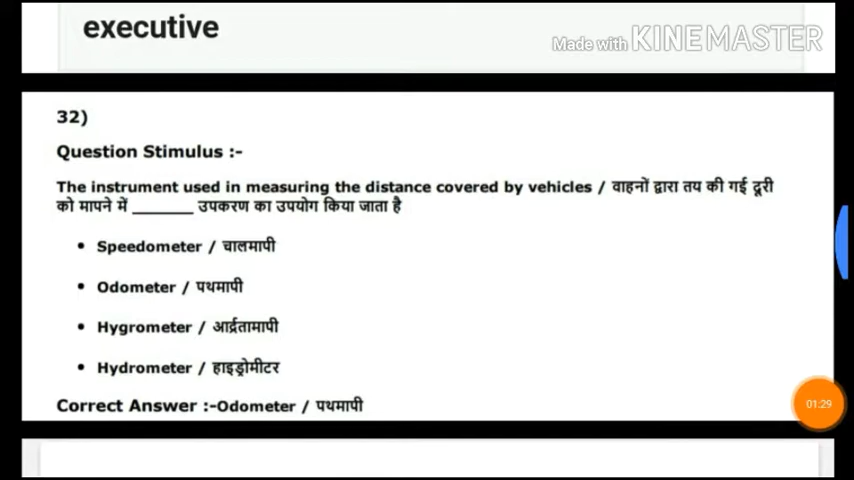 executive
Made with KINEMASTER
32)
Question Stimulus :-
The instrument used in measuring the distance covered by vehicles / वाहनों द्वारा तय की गई दूरी
को मापने में _______ उपकरण का उपयोग किया जाता है
• Speedometer / चालमापी
• Odometer / पथमापी
• Hygrometer / आर्द्रतामापी
• Hydrometer / हाइड्रोमीटर
Correct Answer :-Odometer / पथमापी
01:29